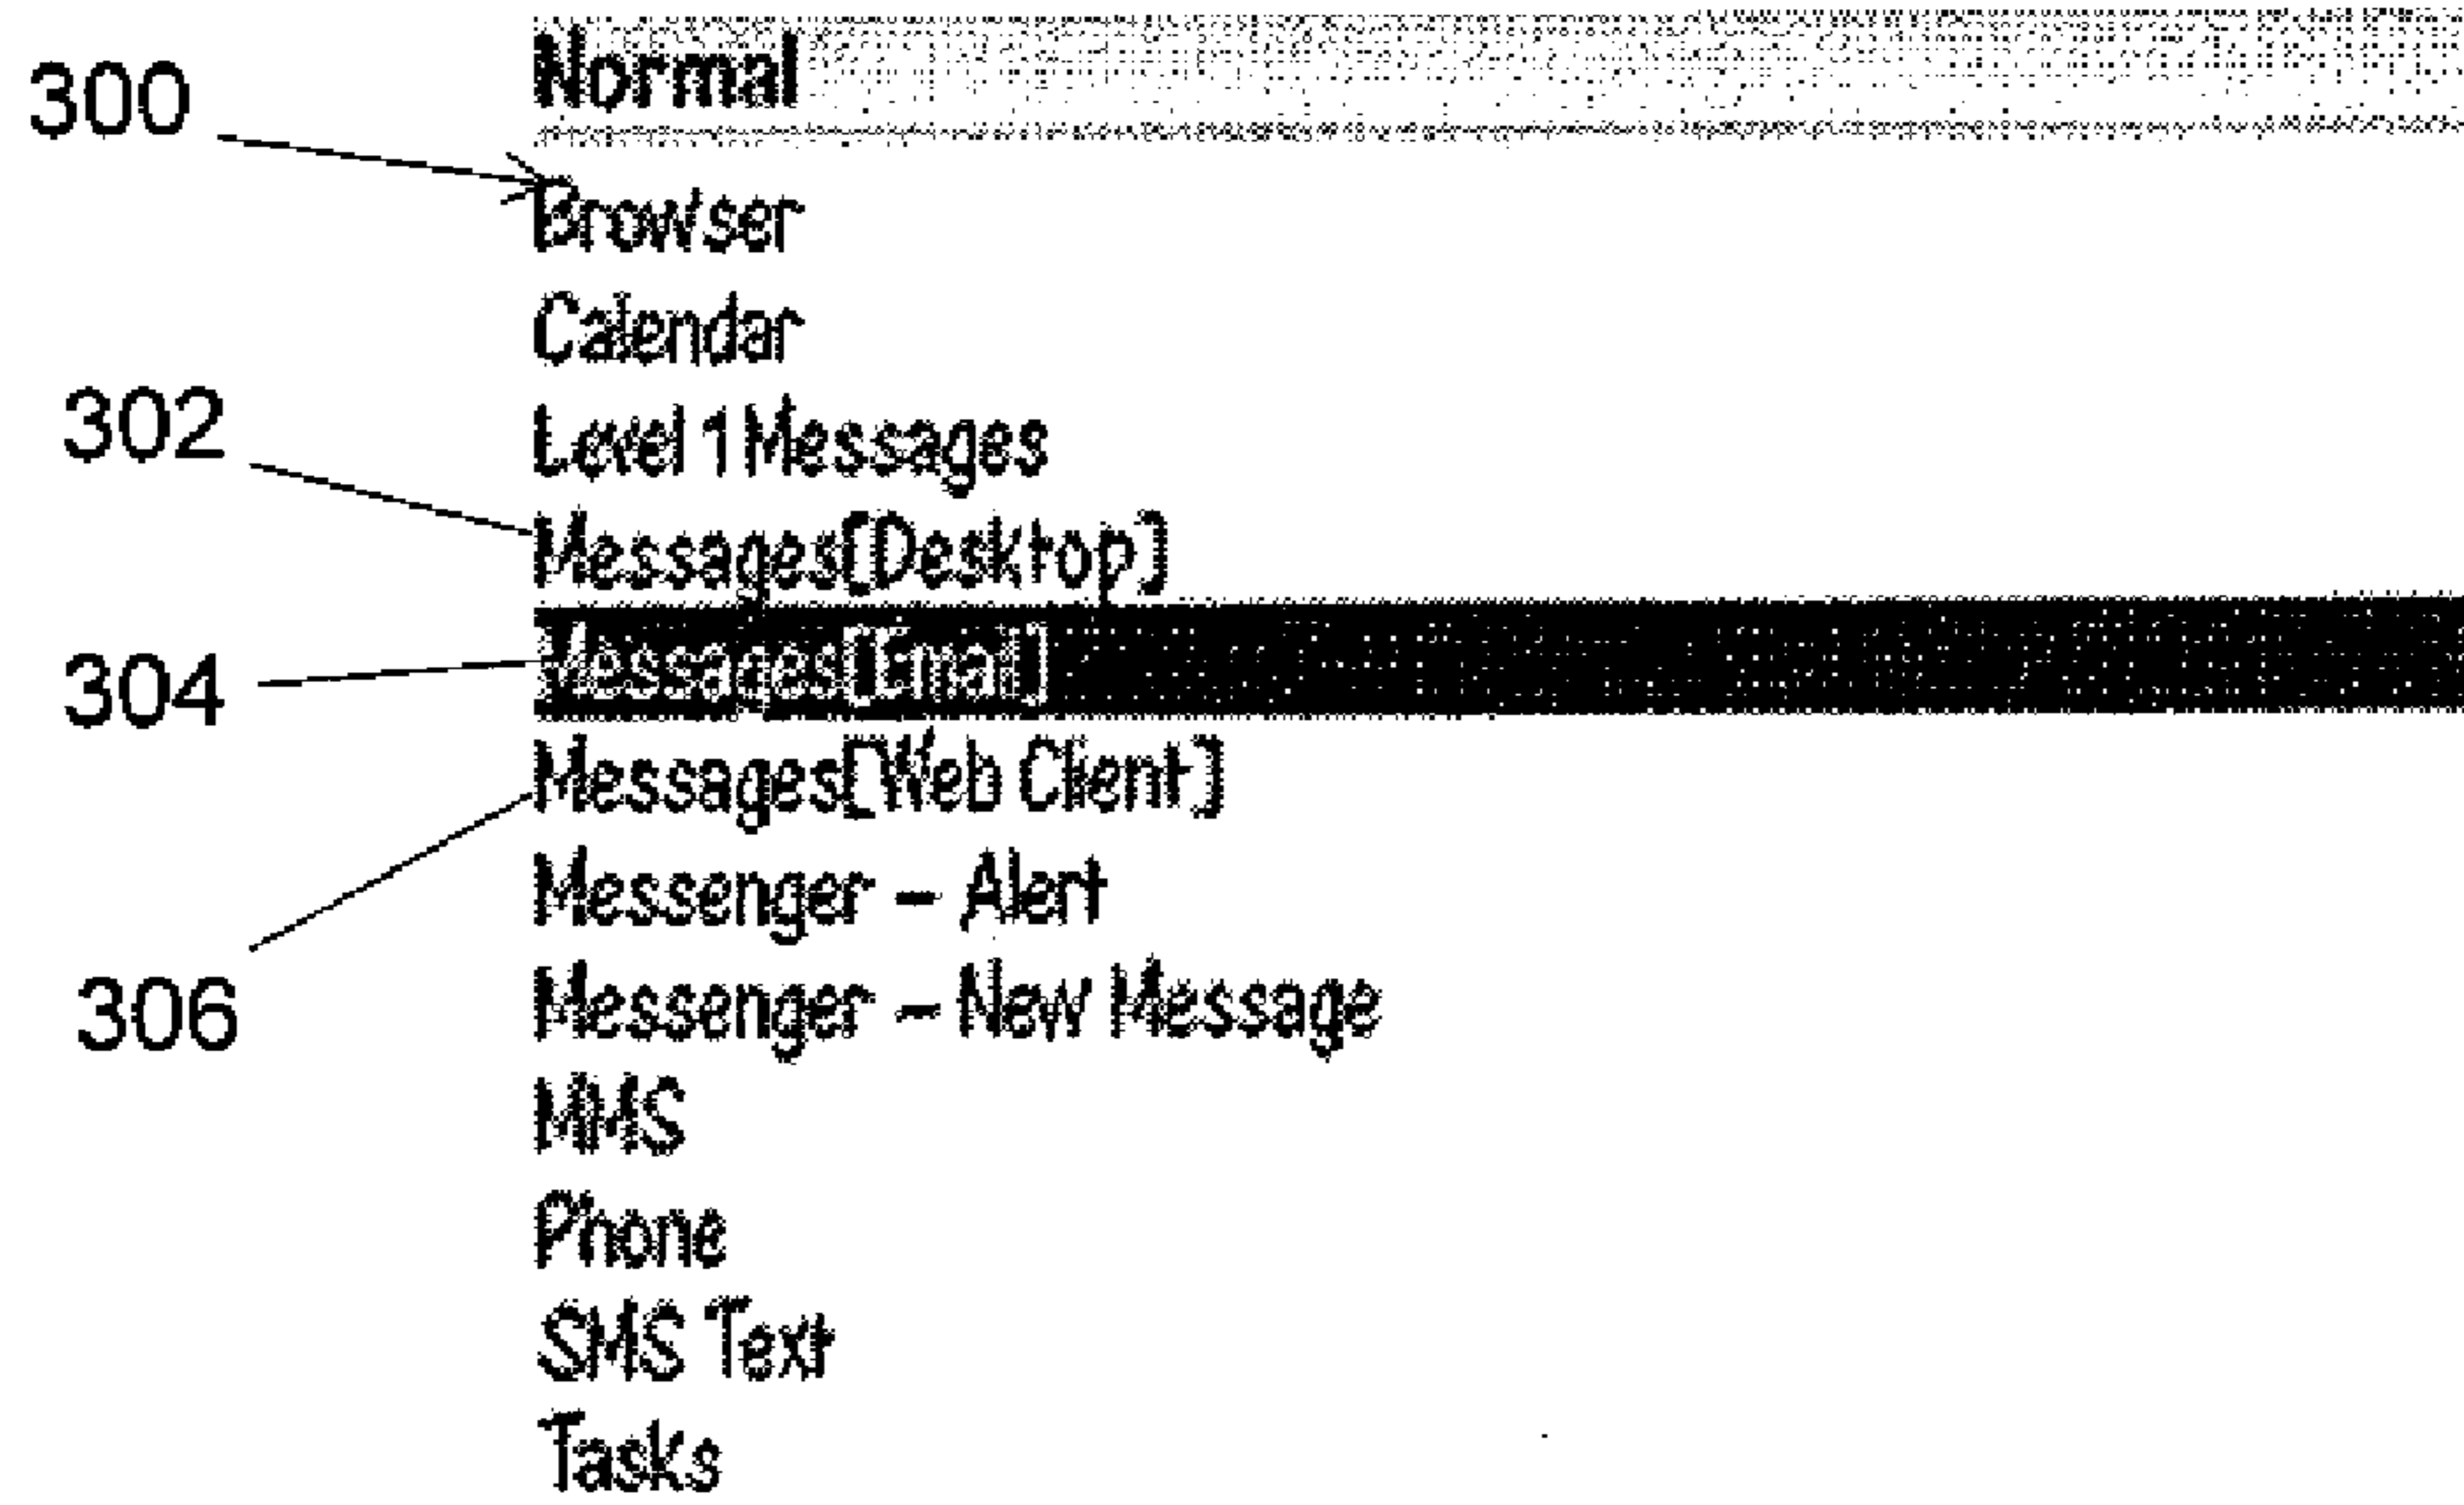 Normal
300
Browser
Calendar
302
Level 1 Messages
Messages[Desktop]
304
Messages[Email]
Messages[Web Client]
Messenger - Alert
306
Messenger - New Message
MMS
Phone
SMS Text
Tasks